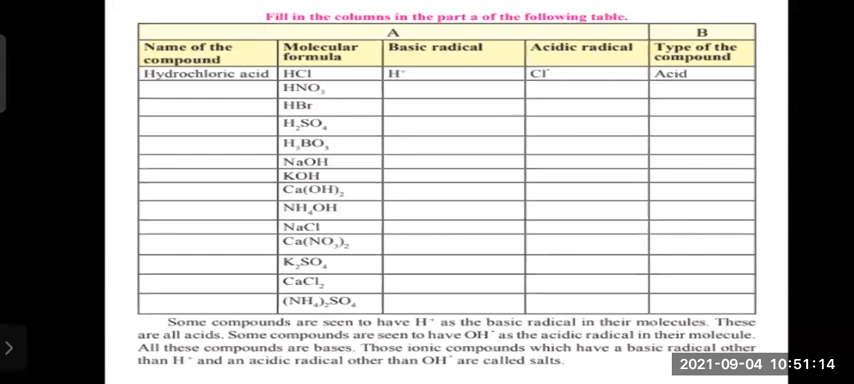 Fill in the columns in the part a of the following table.
A B
Name of the compound Molecular formula Basic radical Acidic radical Type of the compound
Hydrochloric acid HCl H⁺ Cl⁻ Acid
HNO₃
HBr
H₂SO₄
H₃BO₃
NaOH
KOH
Ca(OH)₂
NH₄OH
NaCl
Ca(NO₃)₂
K₂SO₄
CaCl₂
(NH₄)₂SO₄
Some compounds are seen to have H⁺ as the basic radical in their molecules. These
are all acids. Some compounds are seen to have OH⁻ as the acidic radical in their molecule.
All these compounds are bases. Those ionic compounds which have a basic radical other
than H⁺ and an acidic radical other than OH⁻ are called salts.
2021-09-04 10:51:14